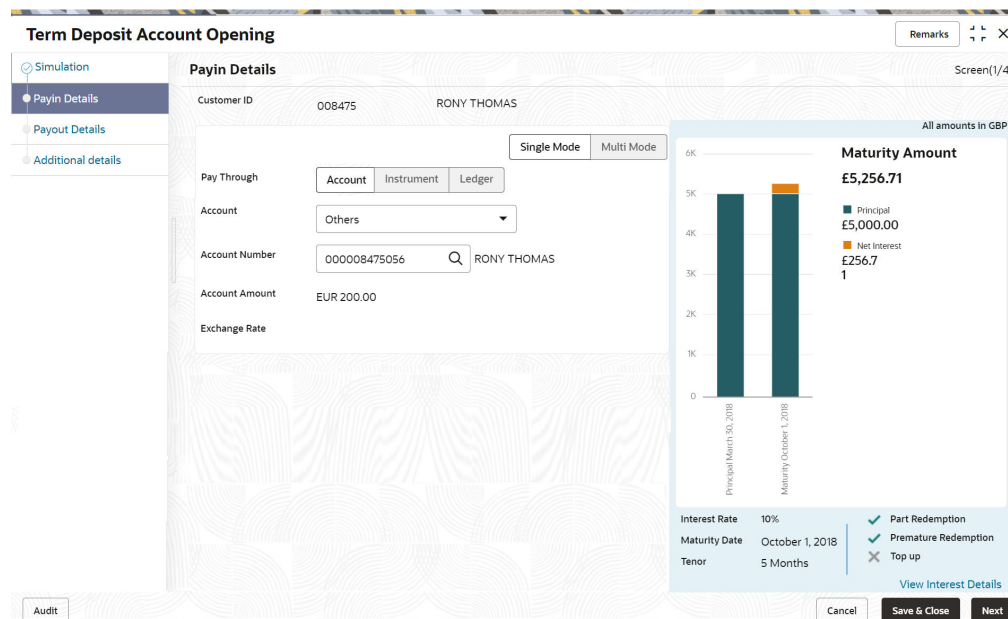 Term Deposit Account Opening
Remarks
Simulation
Payin Details
Payout Details
Additional details
Payin Details
Screen(1/4
Customer ID
008475
RONY THOMAS
Single Mode
Multi Mode
Pay Through
Account
Instrument
Ledger
Account
Others
Account Number
000008475056
RONY THOMAS
Account Amount
EUR 200.00
Exchange Rate
All amounts in GBP
6K
5K
4K
3K
2K
1K
0
Principal March 30, 2018
Maturity October 1, 2018
Maturity Amount
£5,256.71
Principal
£5,000.00
Net Interest
£256.7
1
Interest Rate
10%
Maturity Date
October 1, 2018
Tenor
5 Months
Part Redemption
Premature Redemption
Top up
View Interest Details
Audit
Cancel
Save & Close
Next